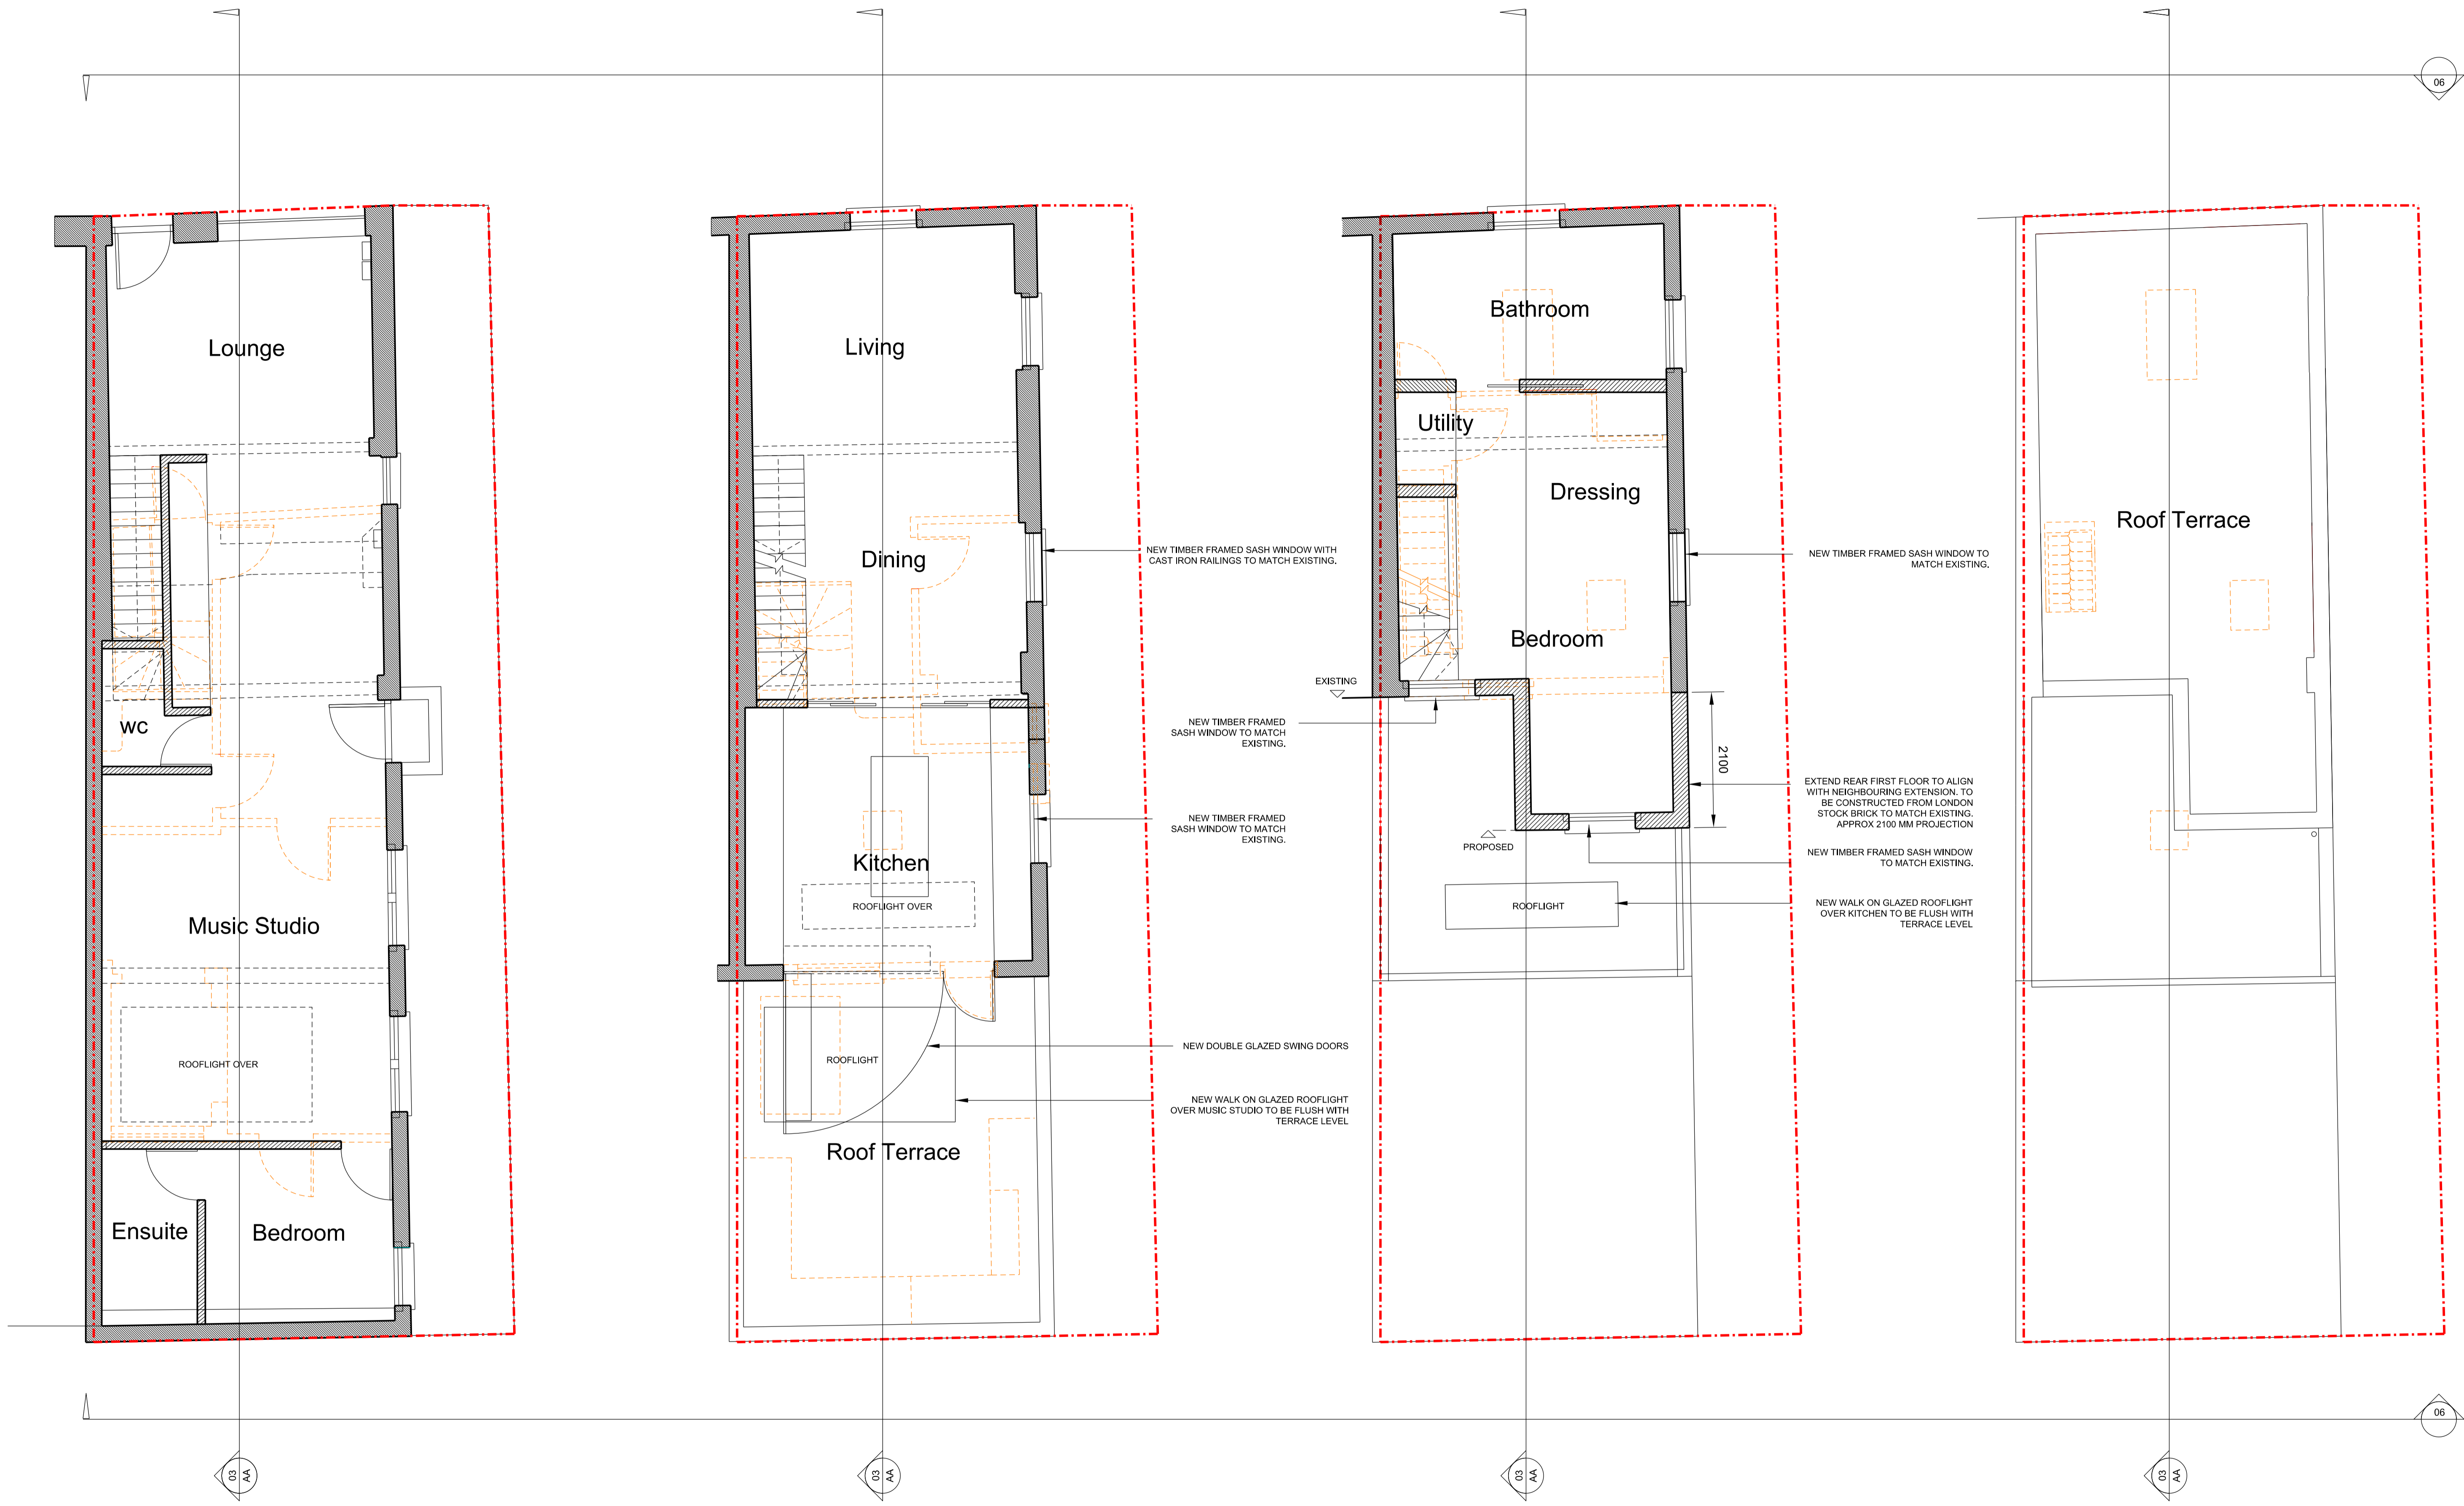 06
Lounge
wc
Music Studio
ROOFLIGHT OVER
Ensuite
Bedroom
03
AA
Living
Dining
NEW TIMBER FRAMED SASH WINDOW WITH
CAST IRON RAILINGS TO MATCH EXISTING.
NEW TIMBER FRAMED
SASH WINDOW TO MATCH
EXISTING.
NEW TIMBER FRAMED
SASH WINDOW TO MATCH
EXISTING.
Kitchen
ROOFLIGHT OVER
NEW DOUBLE GLAZED SWING DOORS
ROOFLIGHT
NEW WALK ON GLAZED ROOFLIGHT
OVER MUSIC STUDIO TO BE FLUSH WITH
TERRACE LEVEL
Roof Terrace
03
AA
Bathroom
Utility
Dressing
NEW TIMBER FRAMED SASH WINDOW TO
MATCH EXISTING.
Bedroom
EXISTING
2100
EXTEND REAR FIRST FLOOR TO ALIGN
WITH NEIGHBOURING EXTENSION. TO
BE CONSTRUCTED FROM LONDON
STOCK BRICK TO MATCH EXISTING.
APPROX 2100 MM PROJECTION
PROPOSED
NEW TIMBER FRAMED SASH WINDOW
TO MATCH EXISTING.
ROOFLIGHT
NEW WALK ON GLAZED ROOFLIGHT
OVER KITCHEN TO BE FLUSH WITH
TERRACE LEVEL
03
AA
Roof Terrace
03
AA
06